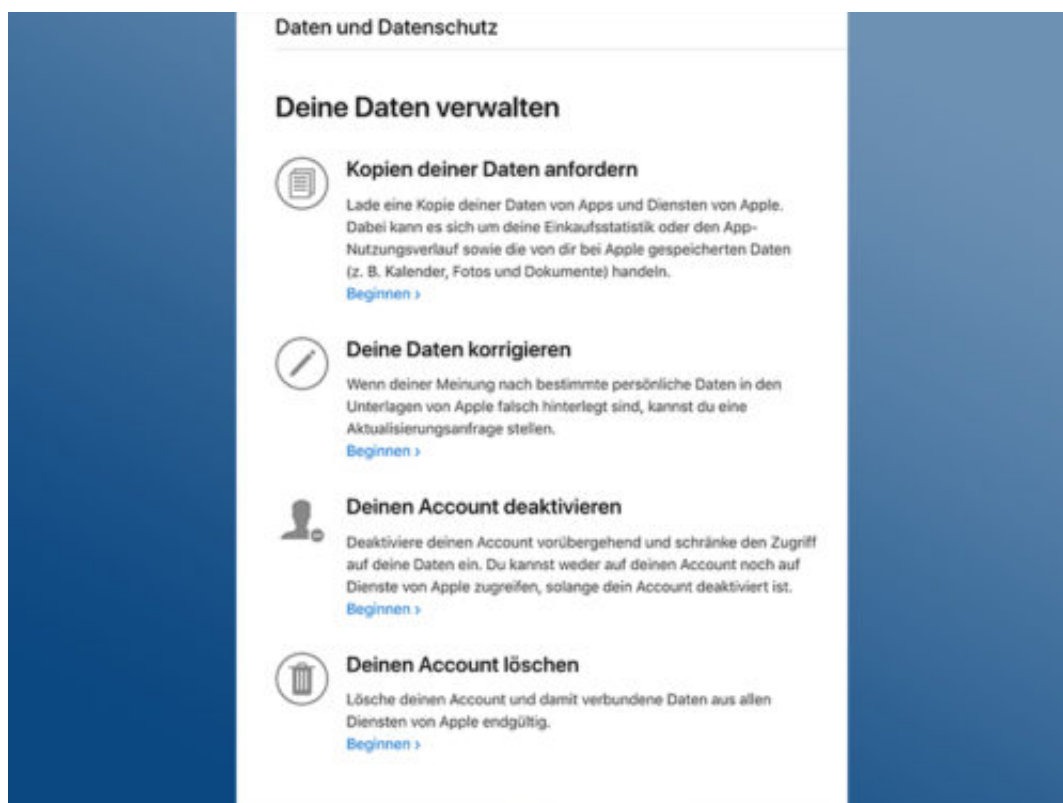 Daten und Datenschutz
Deine Daten verwalten
Kopien deiner Daten anfordern
Lade eine Kopie deiner Daten von Apps und Diensten von Apple.
Dabei kann es sich um deine Einkaufsstatistik oder den App-
Nutzungsverlauf sowie die von dir bei Apple gespeicherten Daten
(z. B. Kalender, Fotos und Dokumente) handeln.
Beginnen >
Deine Daten korrigieren
Wenn deiner Meinung nach bestimmte persönliche Daten in den
Unterlagen von Apple falsch hinterlegt sind, kannst du eine
Aktualisierungsanfrage stellen.
Beginnen >
Deinen Account deaktivieren
Deaktiviere deinen Account vorübergehend und schränke den Zugriff
auf deine Daten ein. Du kannst weder auf deinen Account noch auf
Dienste von Apple zugreifen, solange dein Account deaktiviert ist.
Beginnen >
Deinen Account löschen
Lösche deinen Account und damit verbundene Daten aus allen
Diensten von Apple endgültig.
Beginnen >